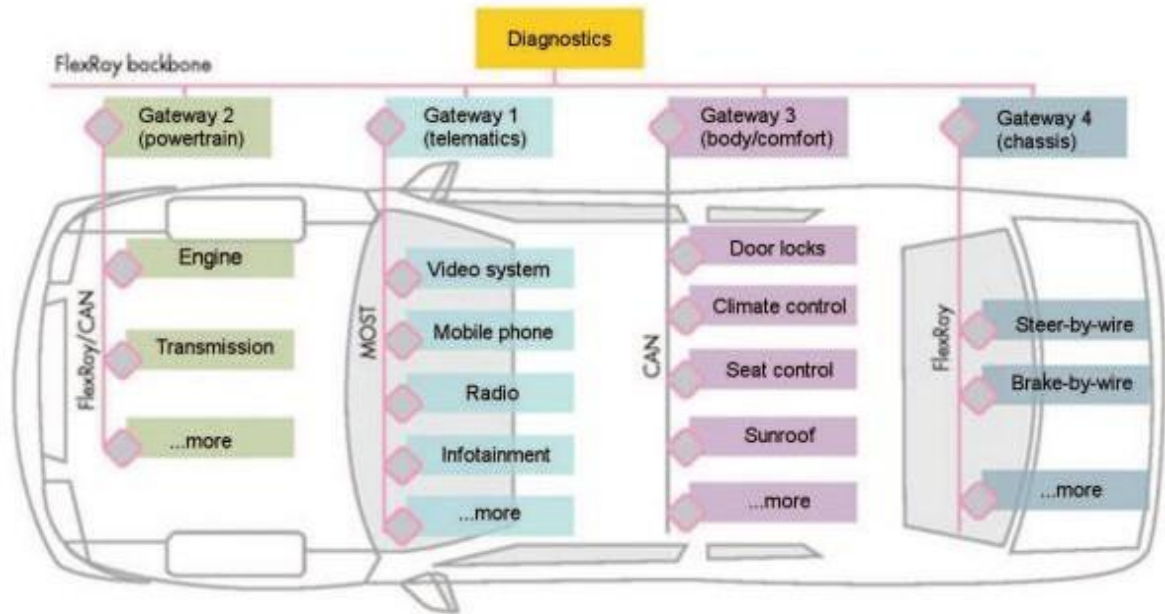 Diagnostics
FlexRay backbone
Gateway 2
(powertrain)
Gateway 1
(telematics)
Gateway 3
(body/comfort)
Gateway 4
(chassis)
FlexRay/CAN
Engine
Transmission
...more
MOST
Video system
Mobile phone
Radio
Infotainment
...more
CAN
Door locks
Climate control
Seat control
Sunroof
...more
FlexRay
Steer-by-wire
Brake-by-wire
...more